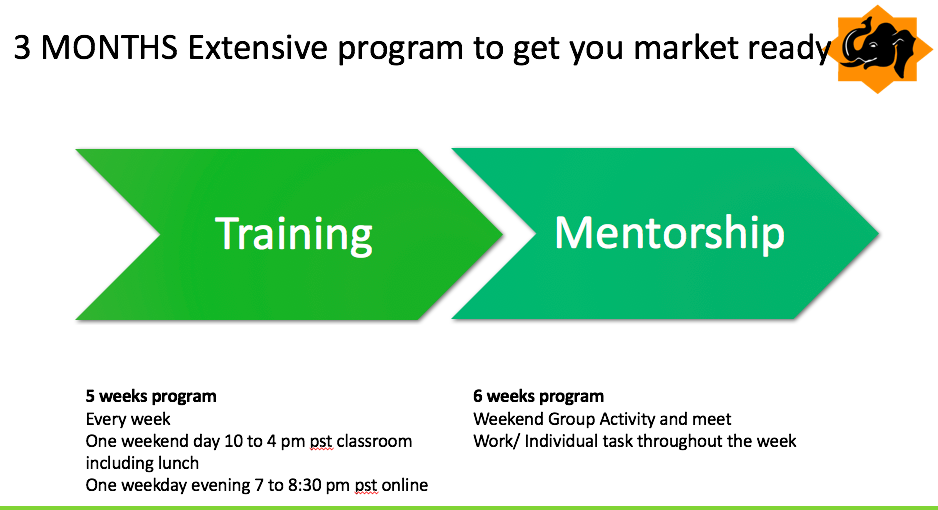 3 MONTHS Extensive program to get you market ready
Training
Mentorship
5 weeks program
Every week
One weekend day 10 to 4 pm pst classroom
including lunch
One weekday evening 7 to 8:30 pm pst online
6 weeks program
Weekend Group Activity and meet
Work/ Individual task throughout the week